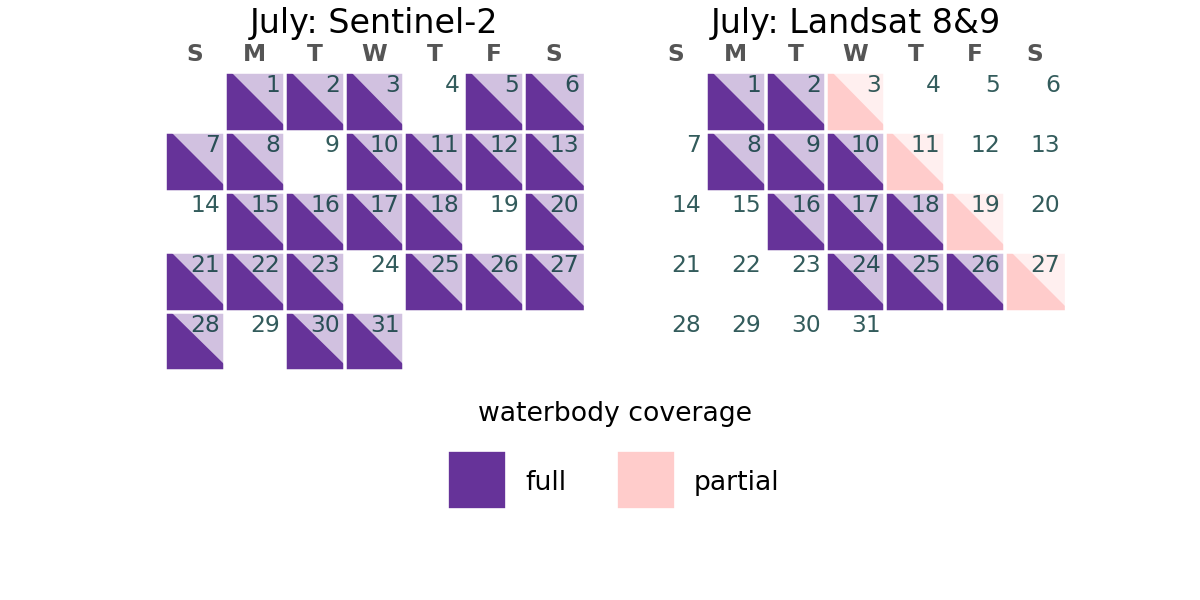 July: Sentinel-2
S M T W T F S
1 2 3 4 5 6
7 8 9 10 11 12 13
14 15 16 17 18 19 20
21 22 23 24 25 26 27
28 29 30 31
July: Landsat 8&9
S M T W T F S
1 2 3 4 5 6
7 8 9 10 11 12 13
14 15 16 17 18 19 20
21 22 23 24 25 26 27
28 29 30 31
waterbody coverage
full partial